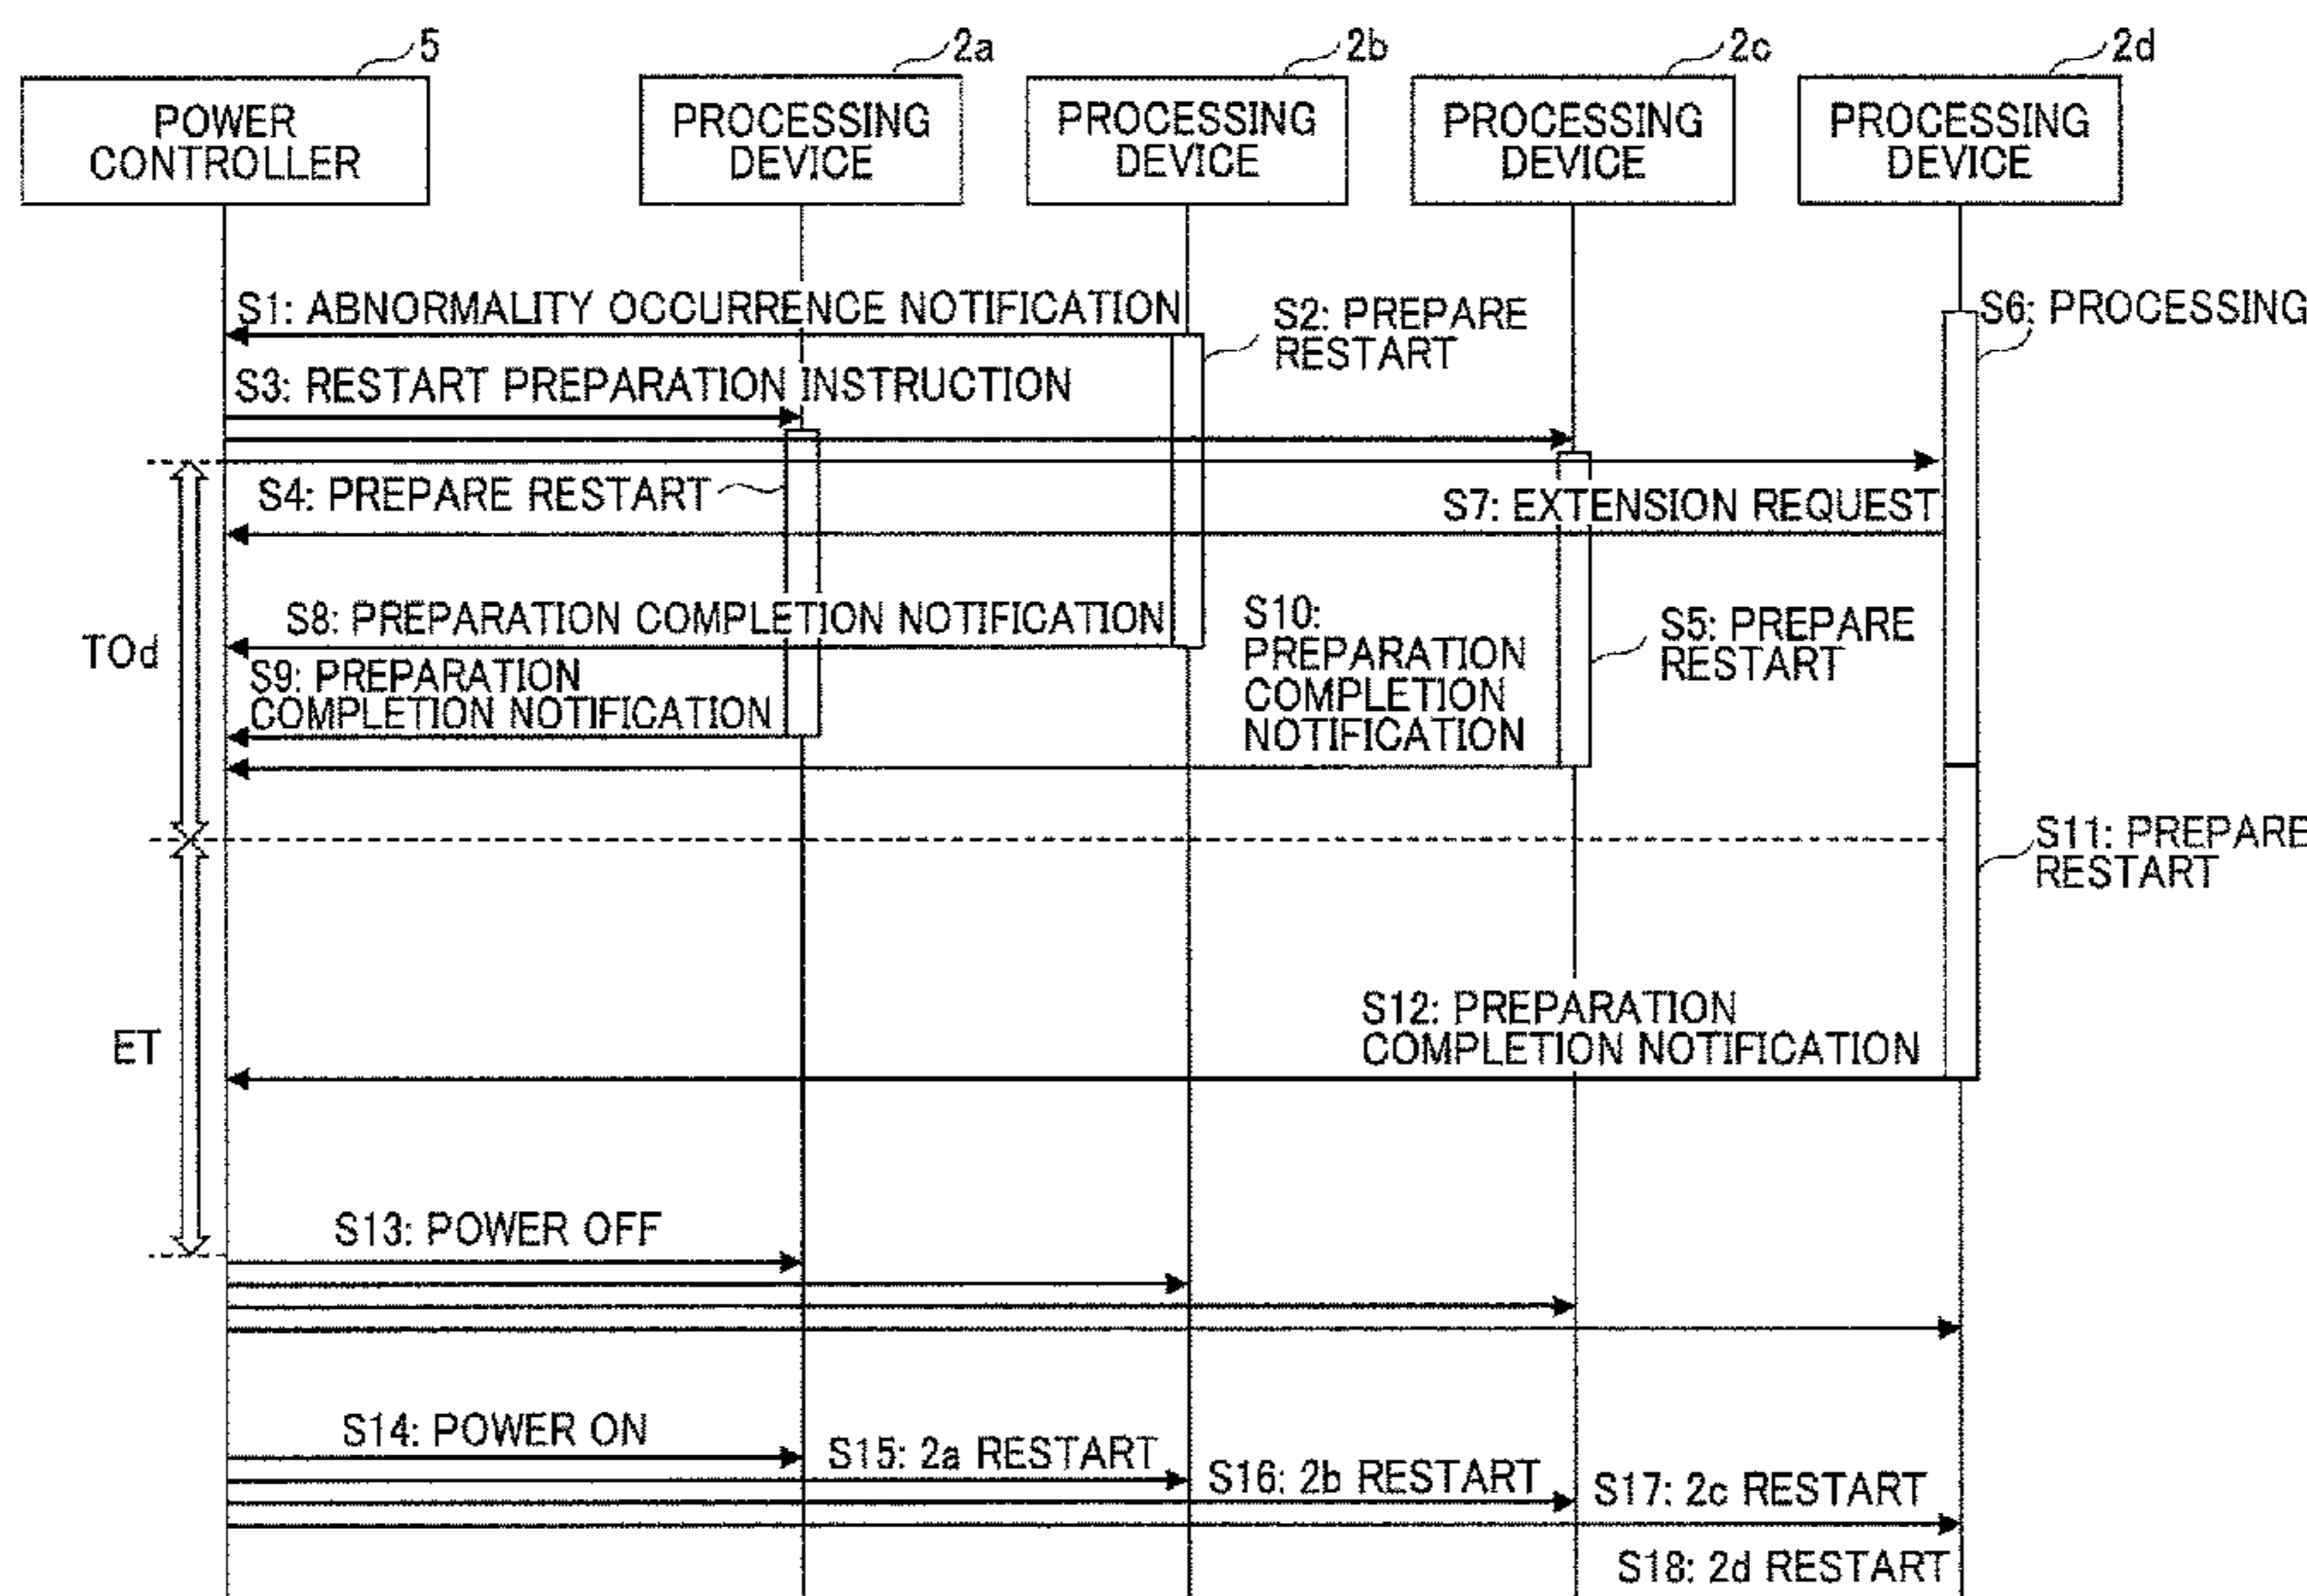 5
2a
2b
2c
2d
POWER
CONTROLLER
PROCESSING
DEVICE
PROCESSING
DEVICE
PROCESSING
DEVICE
PROCESSING
DEVICE
S1: ABNORMALITY OCCURRENCE NOTIFICATION
S2: PREPARE
RESTART
S6: PROCESSING
S3: RESTART PREPARATION INSTRUCTION
S4: PREPARE RESTART
S7: EXTENSION REQUEST
S8: PREPARATION COMPLETION NOTIFICATION
S10:
PREPARATION
COMPLETION
NOTIFICATION
S5: PREPARE
RESTART
TOd
S9: PREPARATION
COMPLETION NOTIFICATION
S11: PREPARE
RESTART
S12: PREPARATION
COMPLETION NOTIFICATION
ET
S13: POWER OFF
S14: POWER ON
S15: 2a RESTART
S16: 2b RESTART
S17: 2c RESTART
S18: 2d RESTART